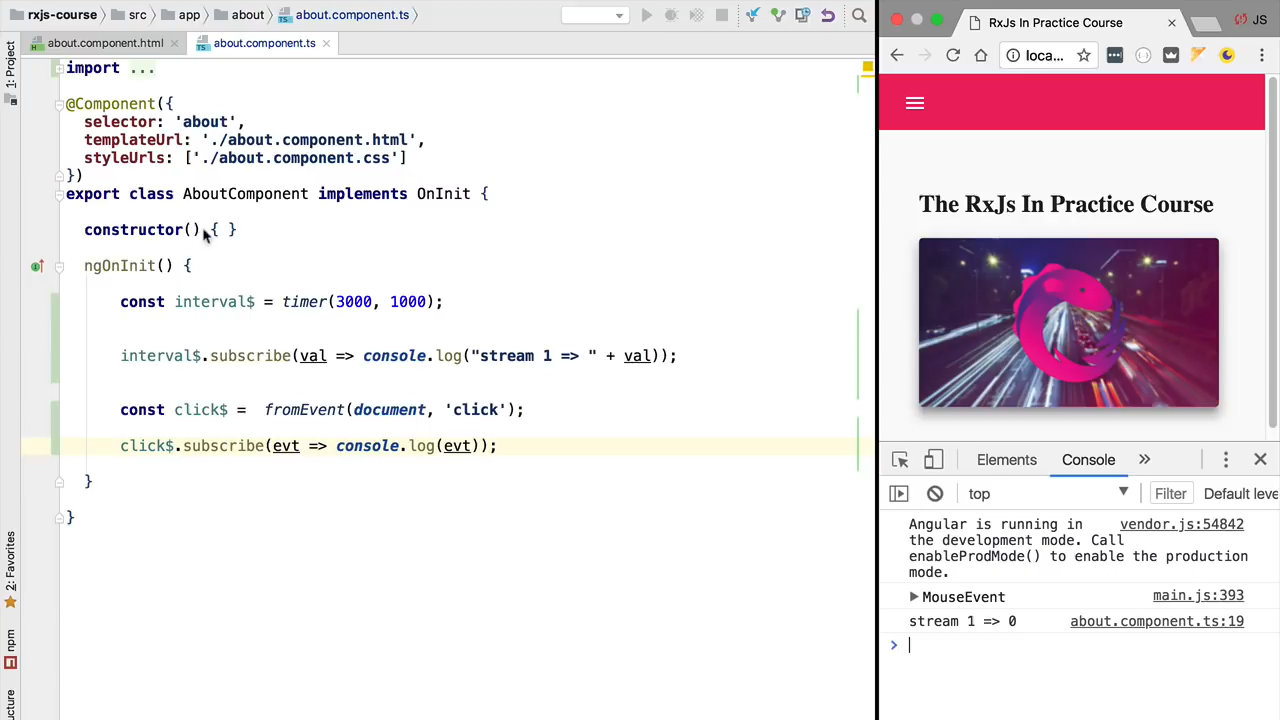 rxjs-course
src
app
about
about.component.ts
about.component.html
about.component.ts
1: Project
import ...
@Component({
selector: 'about',
templateUrl: './about.component.html',
styleUrls: ['./about.component.css']
})
export class AboutComponent implements OnInit {
constructor() { }
ngOnInit() {
const interval$ = timer(3000, 1000);
interval$.subscribe(val => console.log("stream 1 => " + val));
const click$ = fromEvent(document, 'click');
click$.subscribe(evt => console.log(evt));
}
}
2: Favorites
npm
ucture
RxJs In Practice Course
JS
loca...
The RxJs In Practice Course
Elements
Console
top
Filter
Default leve
Angular is running in vendor.js:54842
the development mode. Call
enableProdMode() to enable the production
mode.
MouseEvent main.js:393
stream 1 => 0 about.component.ts:19